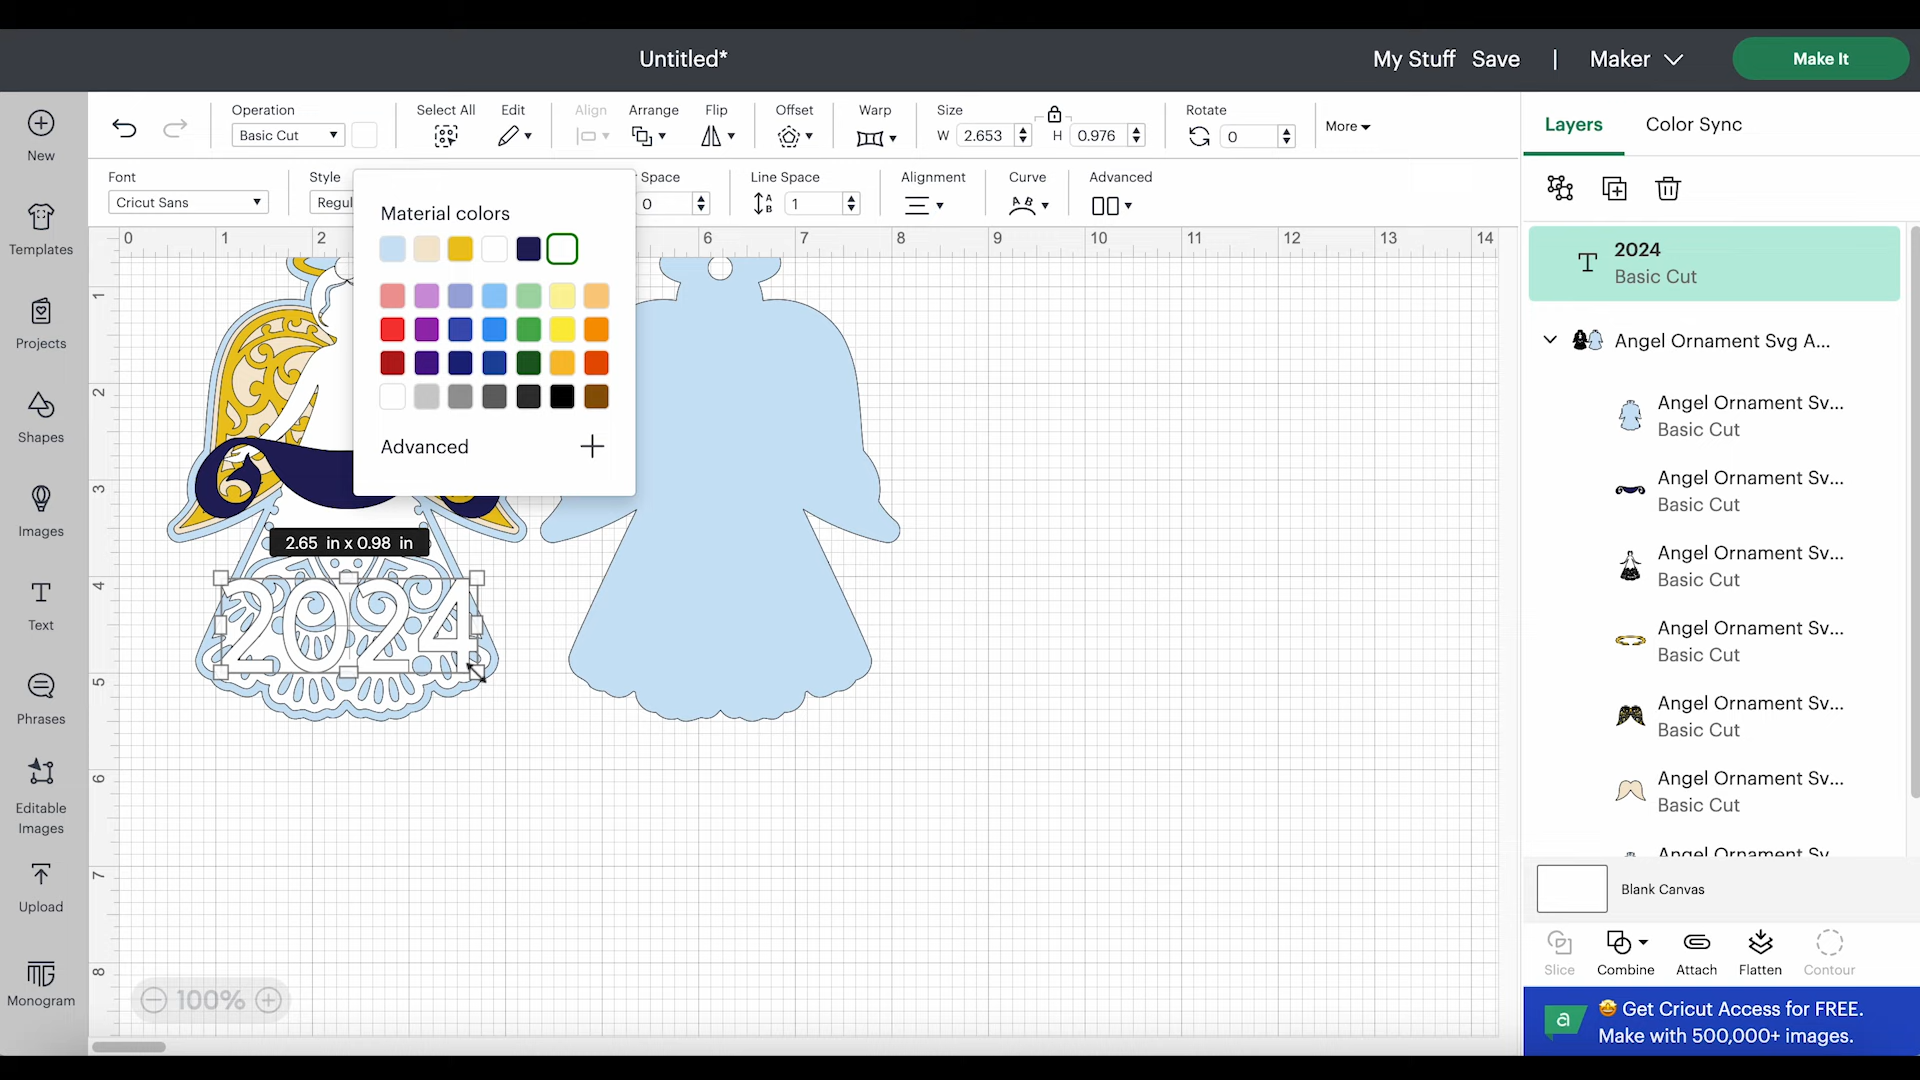 Untitled*
My Stuff Save | Maker
Make It
New
Templates
Projects
Shapes
Images
Text
Phrases
Editable
Images
Upload
Monogram
Operation
Basic Cut
Select All
Edit
Align
Arrange
Flip
Offset
Warp
Size
W 2.653
H 0.976
Rotate
0
More
Font
Cricut Sans
Style
Regul
Space
0
Line Space
1
Alignment
Curve
Advanced
Material colors
Advanced
0 1 2 6 7 8 9 10 11 12 13 14
1
2
3
4
5
6
7
8
2.65 in x 0.98 in
2024
100%
Layers
Color Sync
2024
Basic Cut
Angel Ornament Svg A...
Angel Ornament Sv...
Basic Cut
Angel Ornament Sv...
Basic Cut
Angel Ornament Sv...
Basic Cut
Angel Ornament Sv...
Basic Cut
Angel Ornament Sv...
Basic Cut
Angel Ornament Sv...
Basic Cut
Angel Ornament Sv
Blank Canvas
Slice
Combine
Attach
Flatten
Contour
Get Cricut Access for FREE.
Make with 500,000+ images.